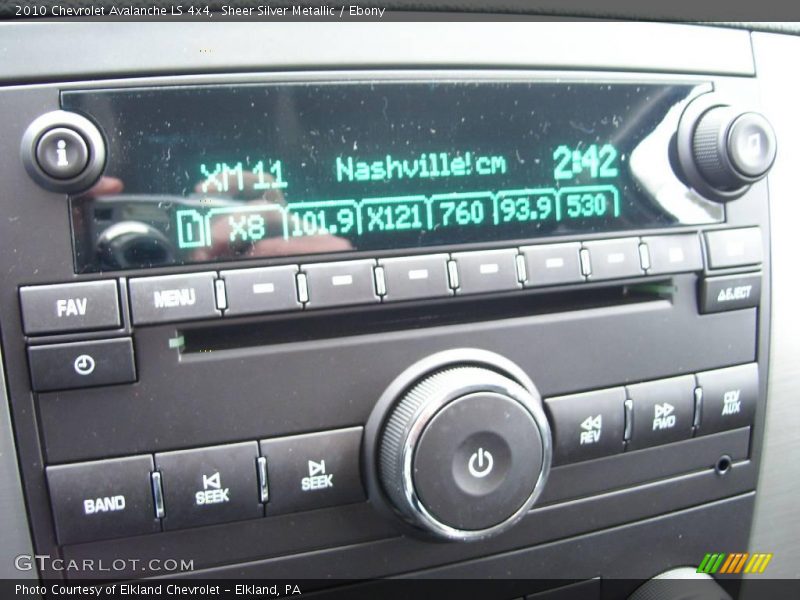 2010 Chevrolet Avalanche LS 4x4, Sheer Silver Metallic / Ebony
i
XM 11 Nashville!cm 2:42
1 X8 101.9 X121 760 93.9 530
FAV MENU
EJECT
REV FWD CD/AUX
BAND SEEK SEEK
GTCARLOT.COM
Photo Courtesy of Elkland Chevrolet - Elkland, PA